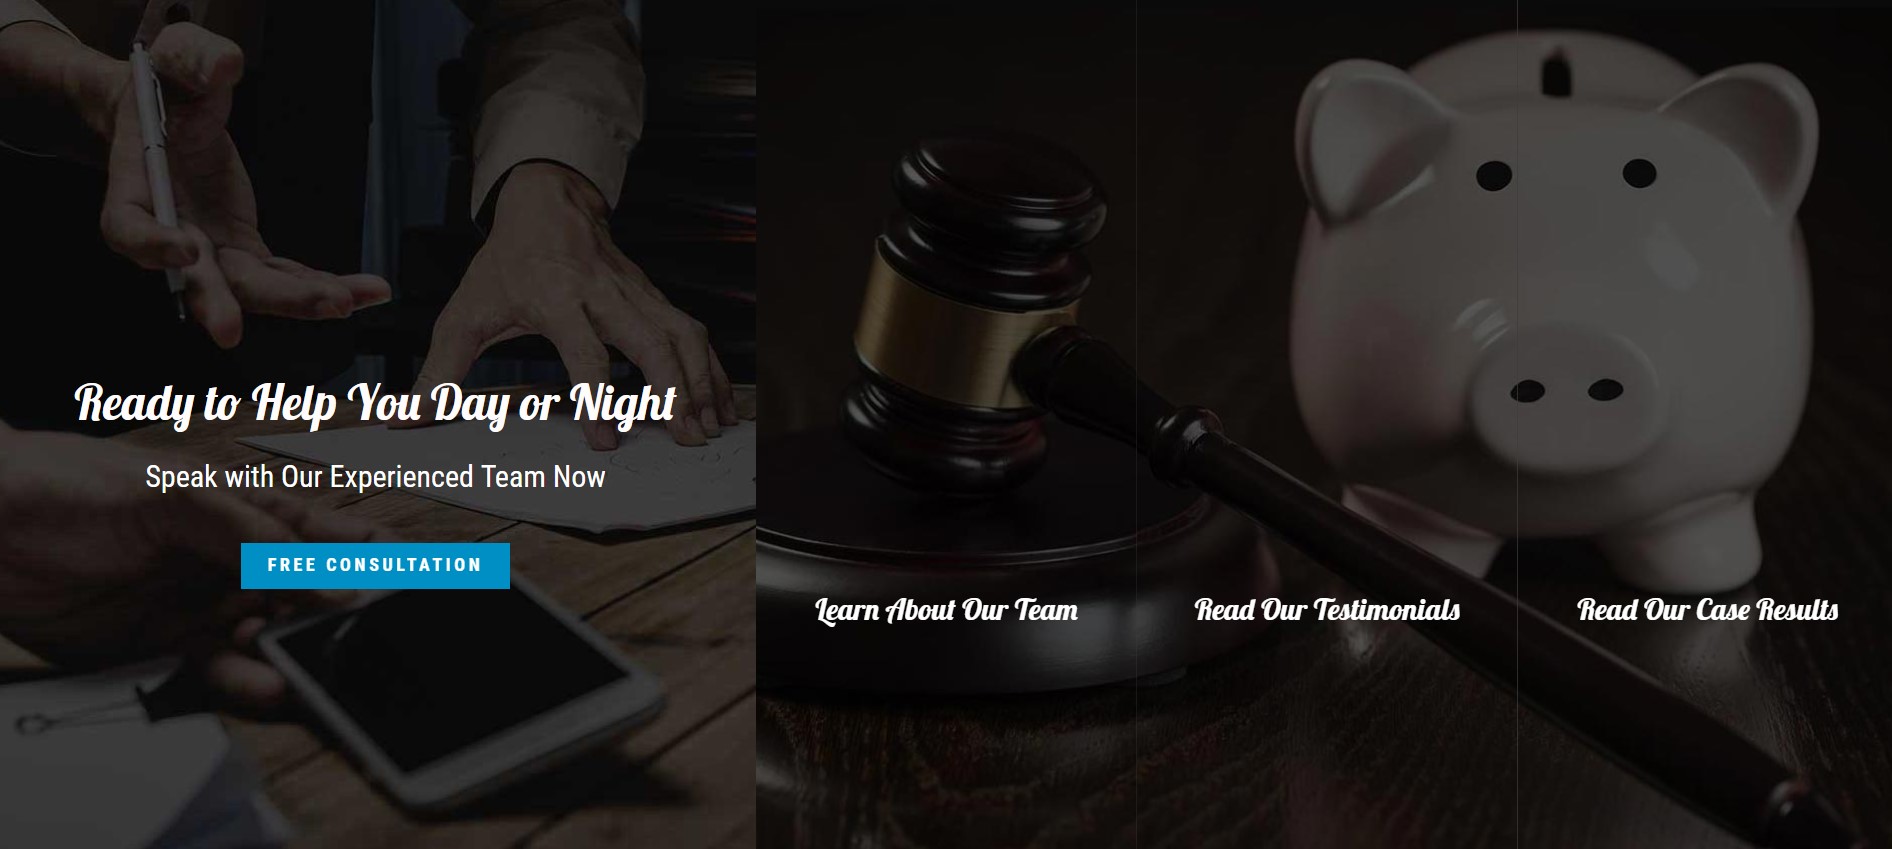 Ready to Help You Day or Night
Speak with Our Experienced Team Now
FREE CONSULTATION
Learn About Our Team
Read Our Testimonials
Read Our Case Results